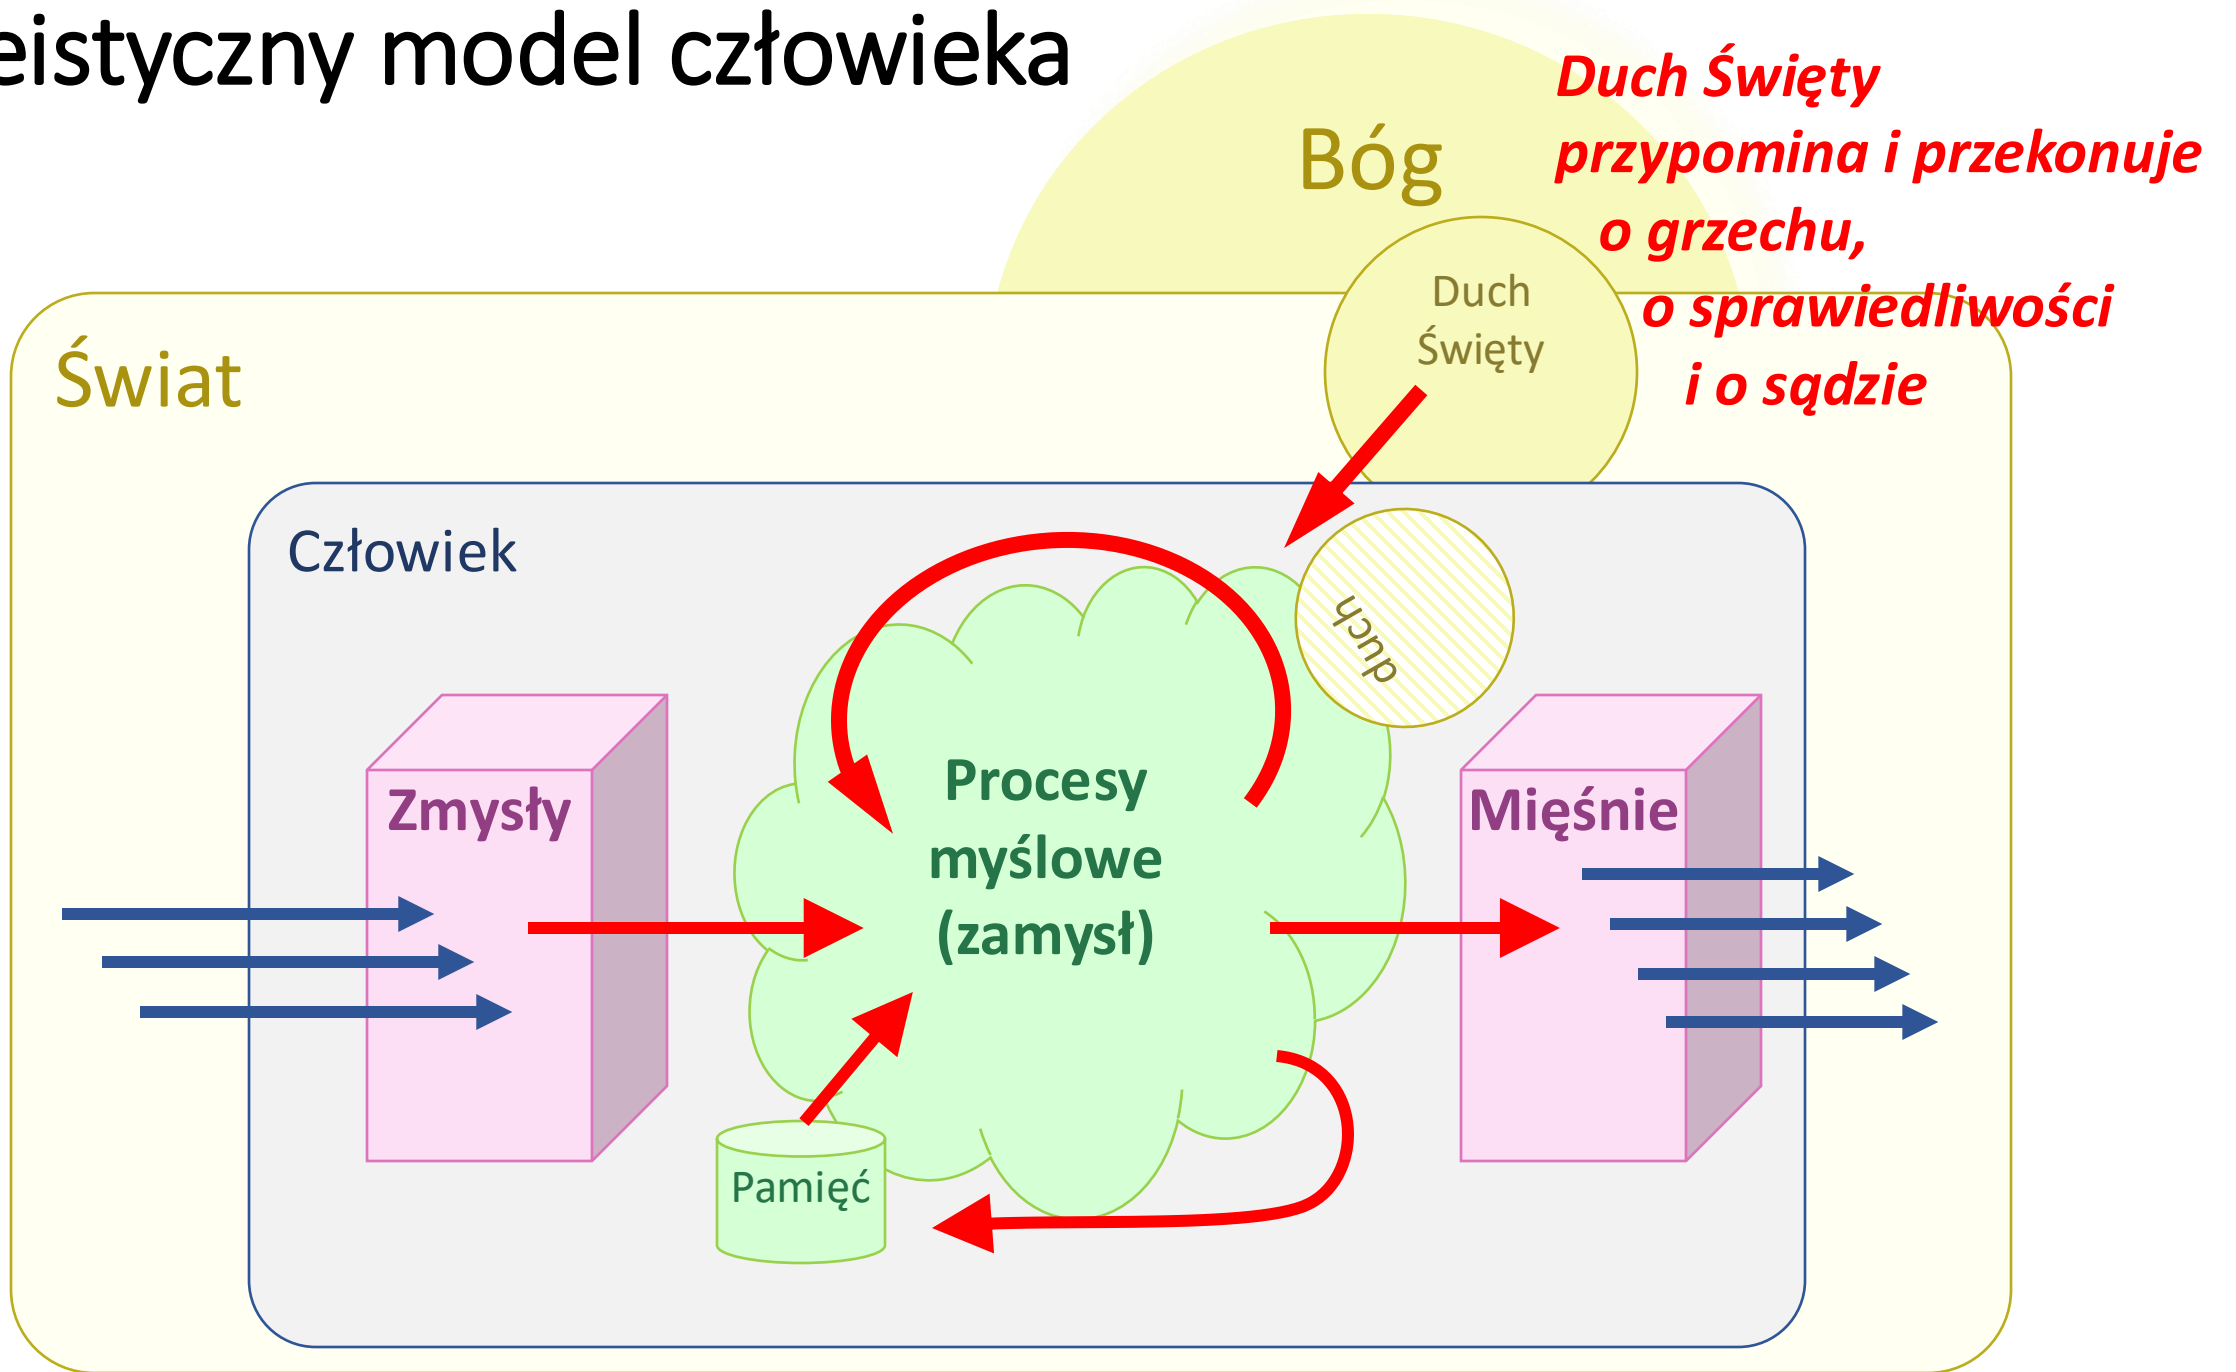 eistyczny model człowieka
Duch Święty
przypomina i przekonuje
o grzechu,
o sprawiedliwości
i o sądzie
Bóg
Duch
Święty
Świat
Człowiek
duch
Zmysły
Procesy
myślowe
(zamysł)
Mięśnie
Pamięć